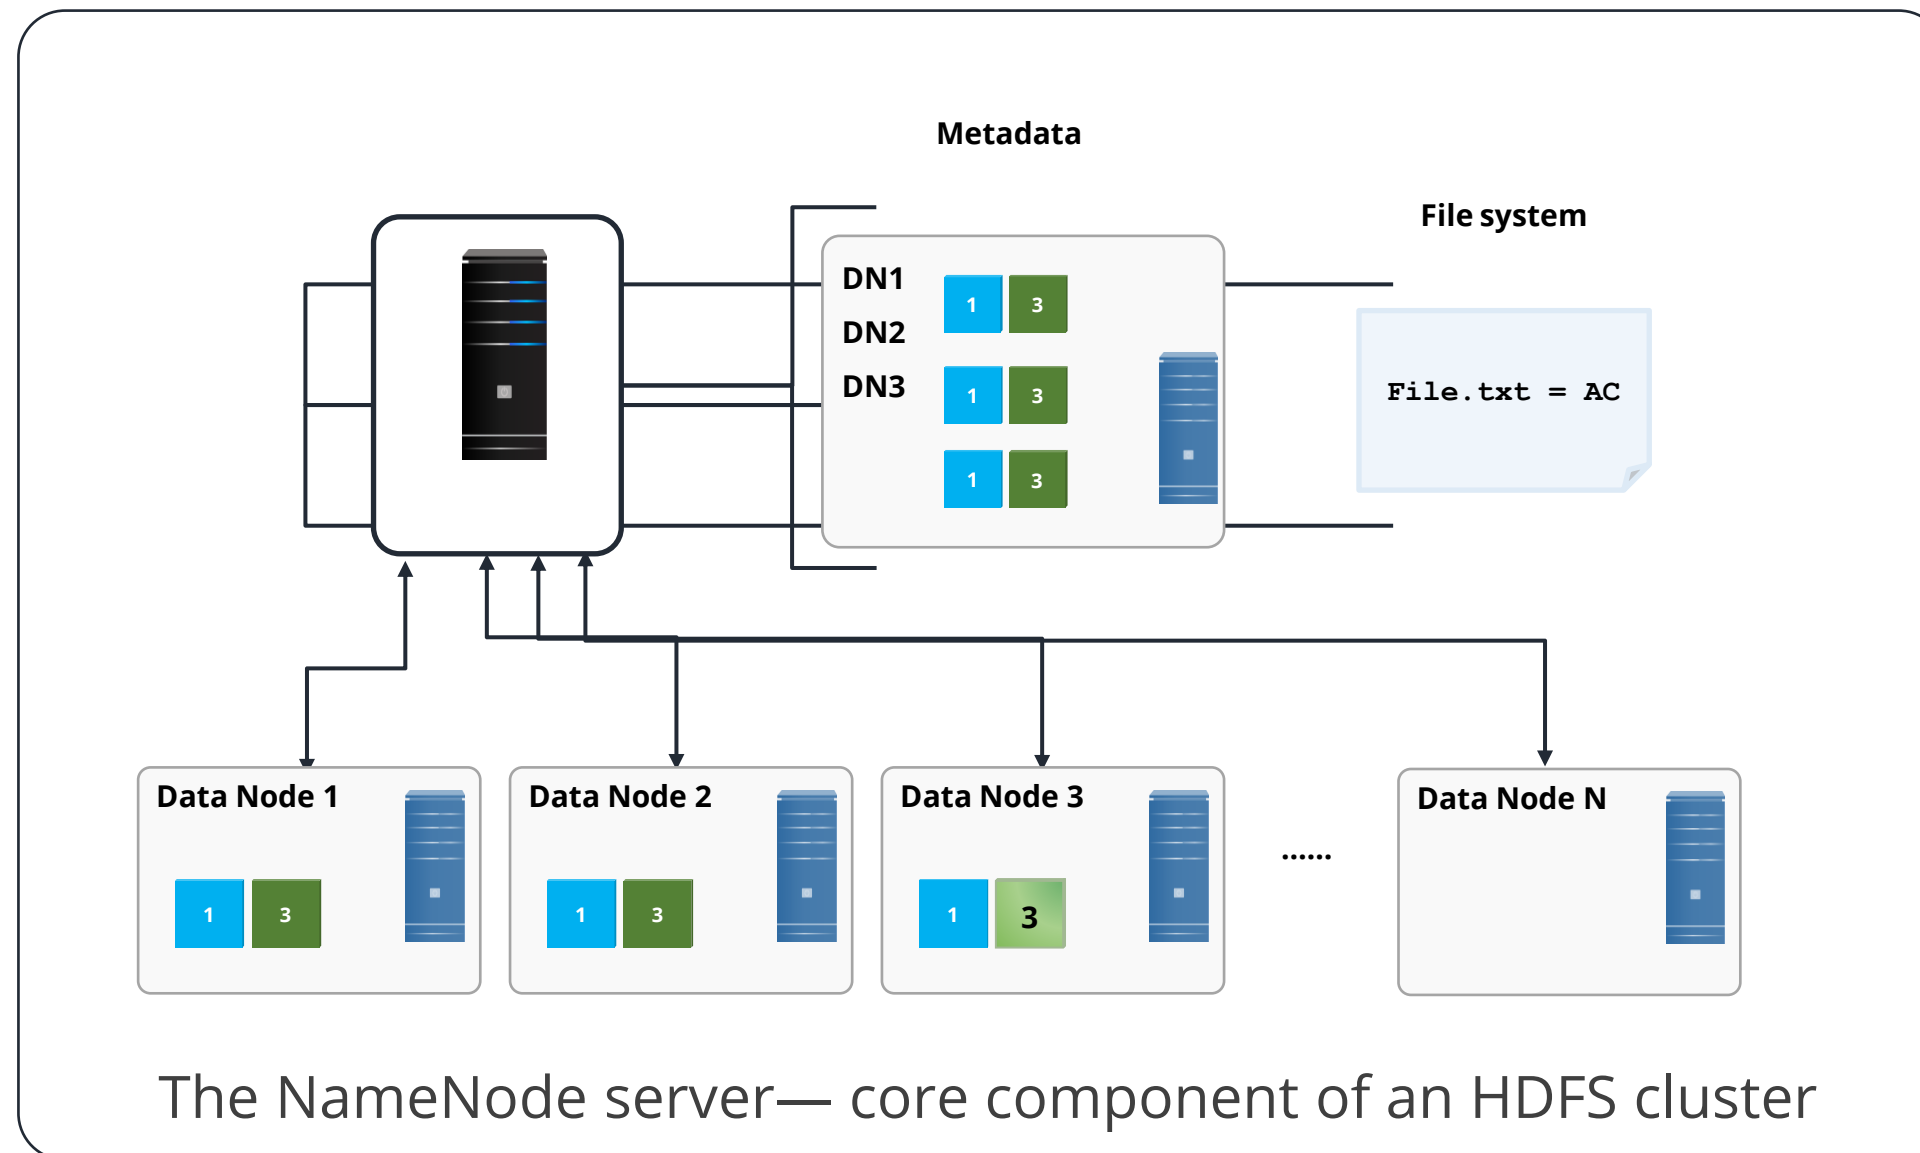 Metadata
File system
DN1
1 3
DN2
DN3
1 3
File.txt = AC
1 3
Data Node 1
Data Node 2
Data Node 3
Data Node N
......
1 3
1 3
1 3
The NameNode server— core component of an HDFS cluster